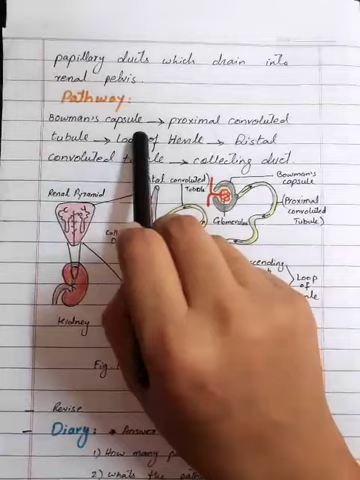 papillary ducts which drain into
renal pelvis.
Pathway:
Bowman's capsule → proximal convoluted
tubule → of Henle → Distal
convoluted → collecting duct.
Renal Pyramid
convoluted
Tubule
Bowman's
capsule
Glomerulus
(Proximal
convoluted
Tubule)
Loop
of
Kidney
Fig.
Revise
Diary: * Answer
1) How many
2) What's the